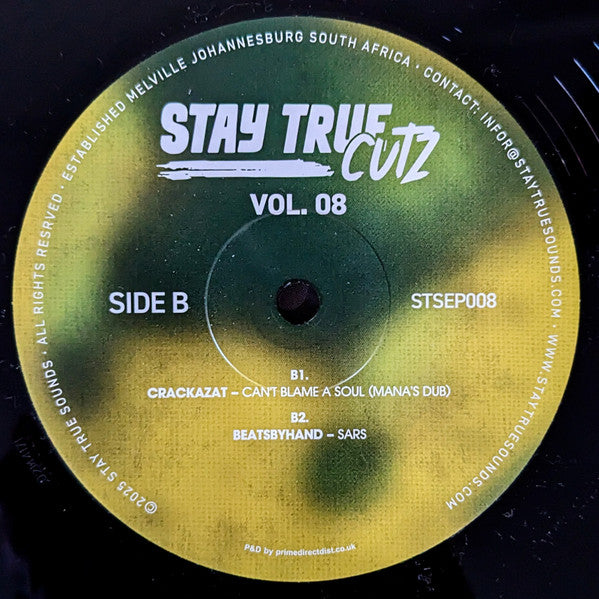 ©2025 STAY TRUE SOUNDS • ALL RIGHTS RESRVED • ESTABLISHED MELVILLE JOHANNESBURG SOUTH AFRICA • CONTACT: INFOR@STAYTRUESOUNDS.COM • WWW.STAYTRUESOUNDS.COM
STAY TRUE
CUTZ
VOL. 08
SIDE B
STSEP008
B1.
CRACKAZAT – CAN'T BLAME A SOUL (MANA'S DUB)
B2.
BEATSBYHAND – SARS
P&D by primedirectdist.co.uk